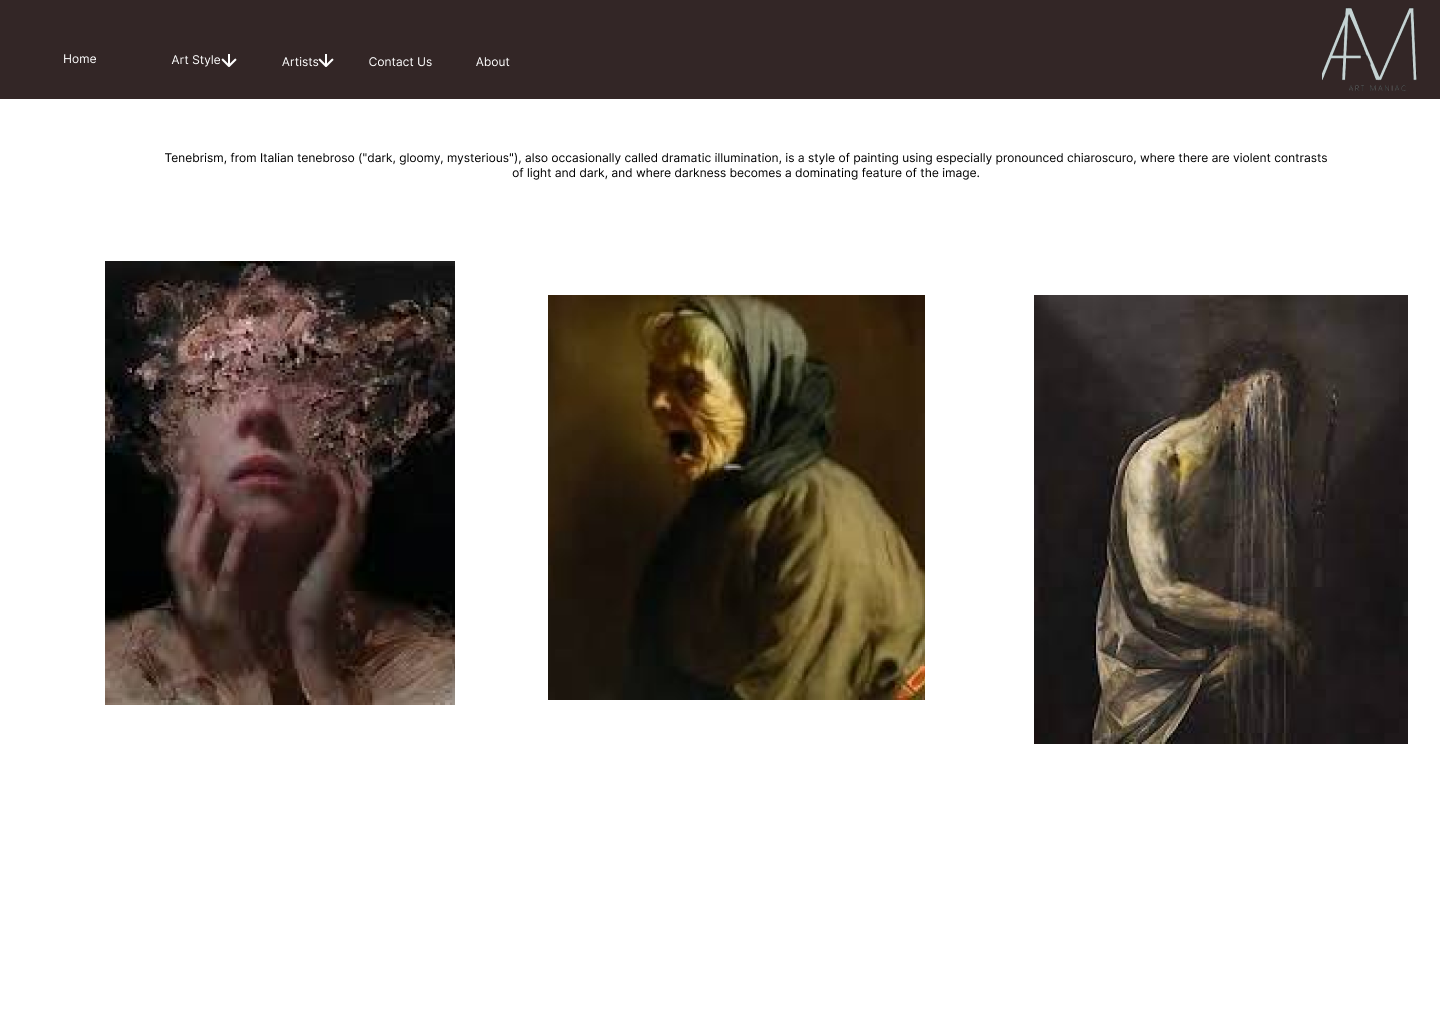 Home
Art Style
Artists
Contact Us
About
AM
ART MANIAC
Tenebrism, from Italian tenebroso ("dark, gloomy, mysterious"), also occasionally called dramatic illumination, is a style of painting using especially pronounced chiaroscuro, where there are violent contrasts
of light and dark, and where darkness becomes a dominating feature of the image.